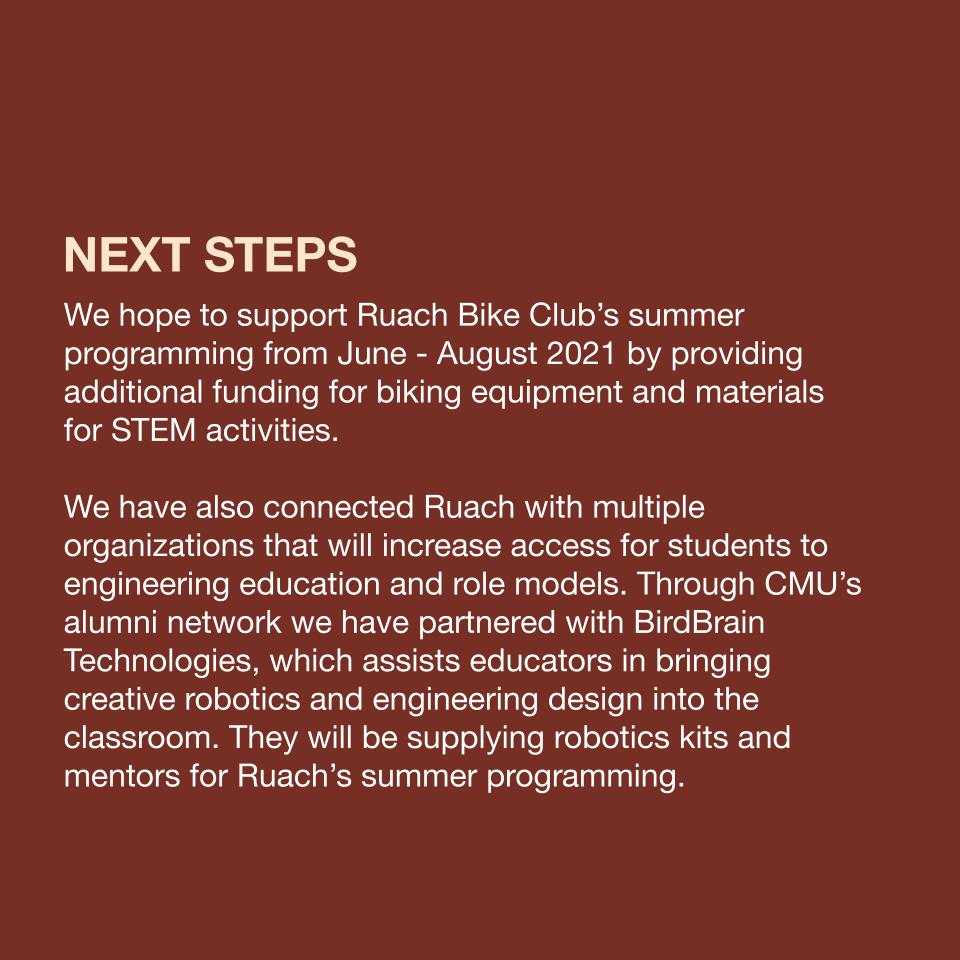 NEXT STEPS
We hope to support Ruach Bike Club’s summer
programming from June - August 2021 by providing
additional funding for biking equipment and materials
for STEM activities.
We have also connected Ruach with multiple
organizations that will increase access for students to
engineering education and role models. Through CMU’s
alumni network we have partnered with BirdBrain
Technologies, which assists educators in bringing
creative robotics and engineering design into the
classroom. They will be supplying robotics kits and
mentors for Ruach’s summer programming.